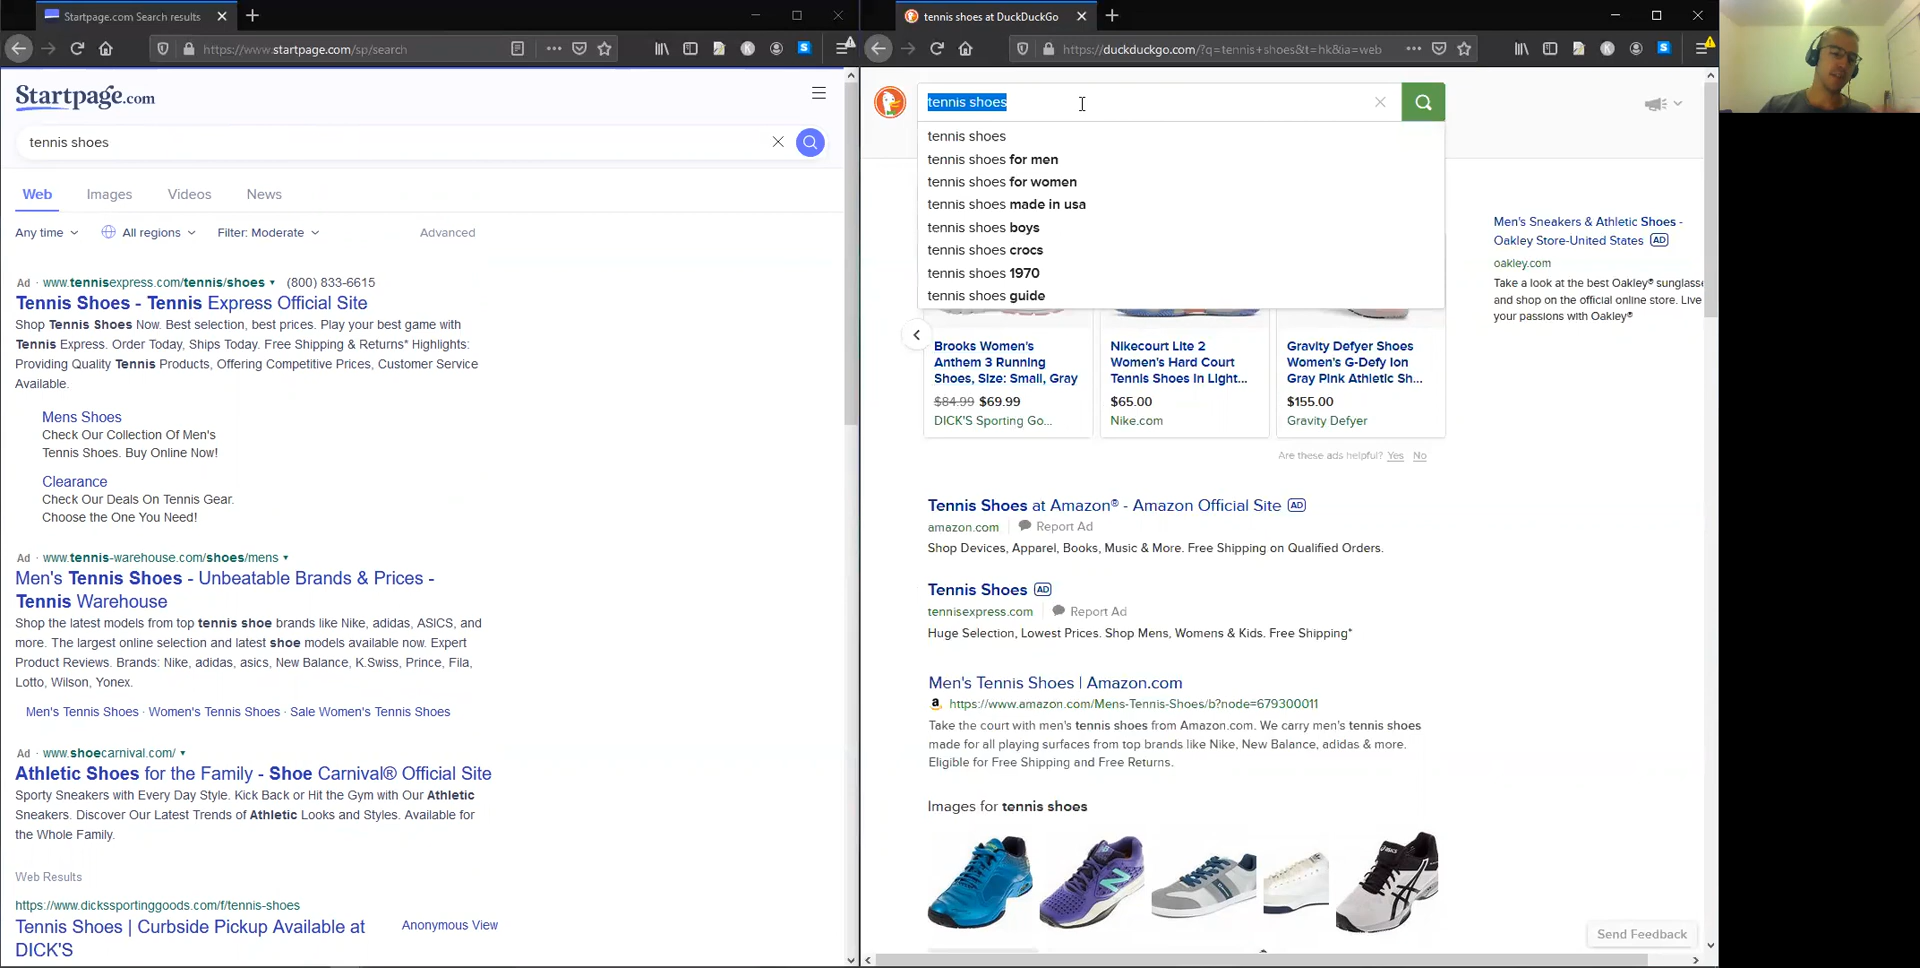 Startpage.com Search results
https://www.startpage.com/sp/search
Startpage.com
tennis shoes
Web
Images
Videos
News
Any time
All regions
Filter: Moderate
Advanced
Ad · www.tennisexpress.com/tennis/shoes (800) 833-6615
Tennis Shoes - Tennis Express Official Site
Shop Tennis Shoes Now. Best selection, best prices. Play your best game with
Tennis Express. Order Today, Ships Today. Free Shipping & Returns* Highlights:
Providing Quality Tennis Products, Offering Competitive Prices, Customer Service
Available.
Mens Shoes
Check Our Collection Of Men's
Tennis Shoes. Buy Online Now!
Clearance
Check Our Deals On Tennis Gear.
Choose the One You Need!
Ad · www.tennis-warehouse.com/shoes/mens
Men's Tennis Shoes - Unbeatable Brands & Prices -
Tennis Warehouse
Shop the latest models from top tennis shoe brands like Nike, adidas, ASICS, and
more. The largest online selection and latest shoe models available now. Expert
Product Reviews. Brands: Nike, adidas, asics, New Balance, K.Swiss, Prince, Fila,
Lotto, Wilson, Yonex.
Men's Tennis Shoes · Women's Tennis Shoes · Sale Women's Tennis Shoes
Ad · www.shoecarnival.com/
Athletic Shoes for the Family - Shoe Carnival® Official Site
Sporty Sneakers with Every Day Style. Kick Back or Hit the Gym with Our Athletic
Sneakers. Discover Our Latest Trends of Athletic Looks and Styles. Available for
the Whole Family.
Web Results
https://www.dickssportinggoods.com/f/tennis-shoes
Tennis Shoes | Curbside Pickup Available at
DICK'S
Anonymous View
tennis shoes at DuckDuckGo
https://duckduckgo.com/?q=tennis+shoes&t=hk&ia=web
tennis shoes
tennis shoes
tennis shoes for men
tennis shoes for women
tennis shoes made in usa
tennis shoes boys
tennis shoes crocs
tennis shoes 1970
tennis shoes guide
Brooks Women's
Anthem 3 Running
Shoes, Size: Small, Gray
$84.99 $69.99
DICK'S Sporting Go...
Nikecourt Lite 2
Women's Hard Court
Tennis Shoes In Light...
$65.00
Nike.com
Gravity Defyer Shoes
Women's G-Defy Ion
Gray Pink Athletic Sh...
$155.00
Gravity Defyer
Are these ads helpful? Yes No
Tennis Shoes at Amazon® - Amazon Official Site AD
amazon.com Report Ad
Shop Devices, Apparel, Books, Music & More. Free Shipping on Qualified Orders.
Tennis Shoes AD
tennisexpress.com Report Ad
Huge Selection, Lowest Prices. Shop Mens, Womens & Kids. Free Shipping*
Men's Tennis Shoes | Amazon.com
https://www.amazon.com/Mens-Tennis-Shoes/b?node=679300011
Take the court with men's tennis shoes from Amazon.com. We carry men's tennis shoes
made for all playing surfaces from top brands like Nike, New Balance, adidas & more.
Eligible for Free Shipping and Free Returns.
Images for tennis shoes
Men's Sneakers & Athletic Shoes -
Oakley Store-United States AD
oakley.com
Take a look at the best Oakley® sunglasse
and shop on the official online store. Live
your passions with Oakley®
Send Feedback